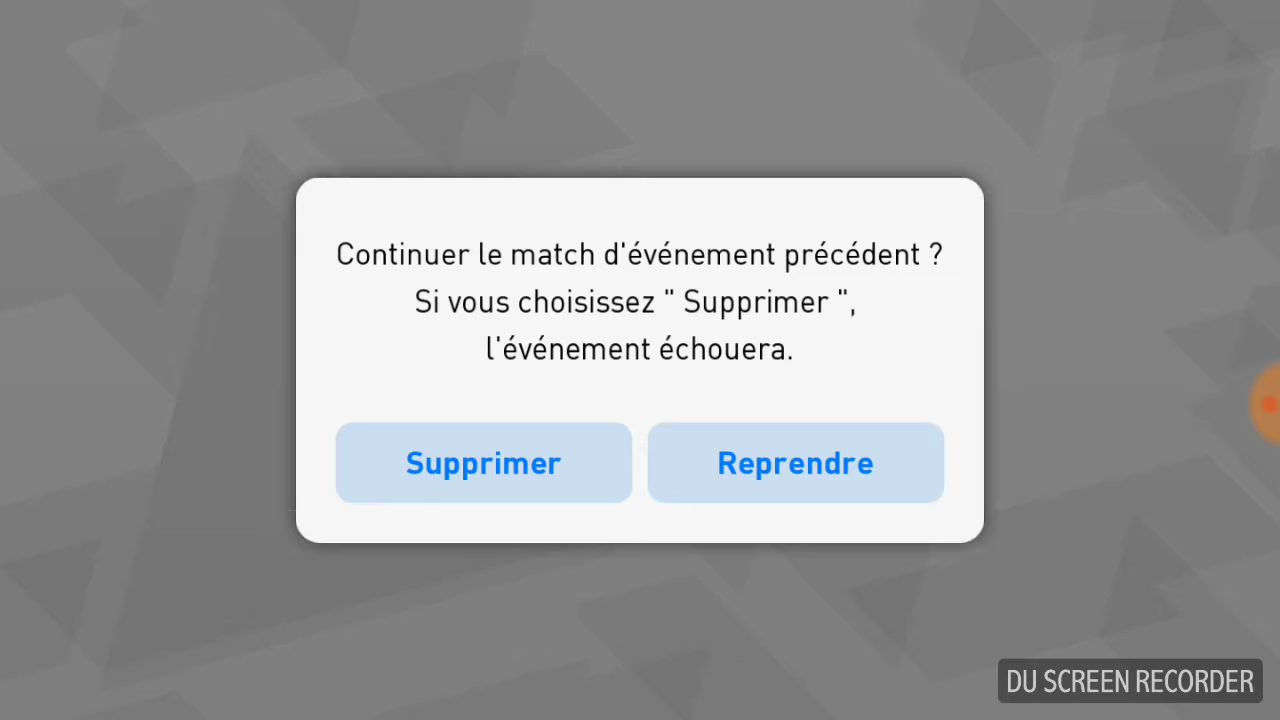 Continuer le match d'événement précédent ?
Si vous choisissez " Supprimer ",
l'événement échouera.
Supprimer
Reprendre
DU SCREEN RECORDER